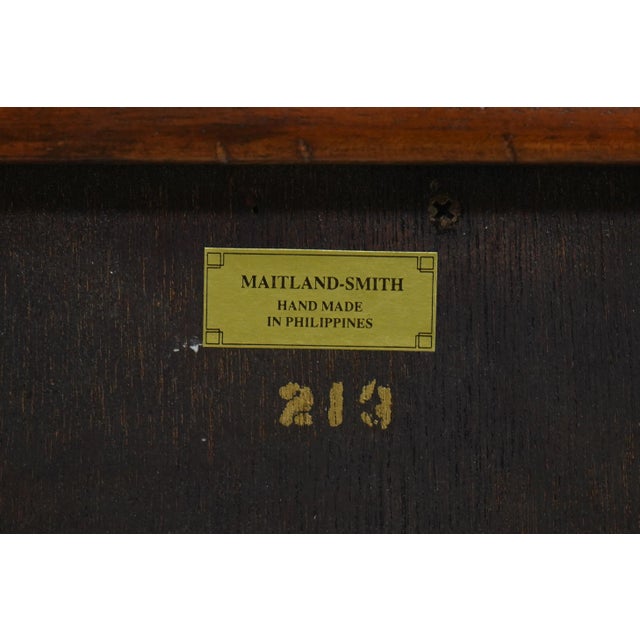 MAITLAND-SMITH
HAND MADE
IN PHILIPPINES
213